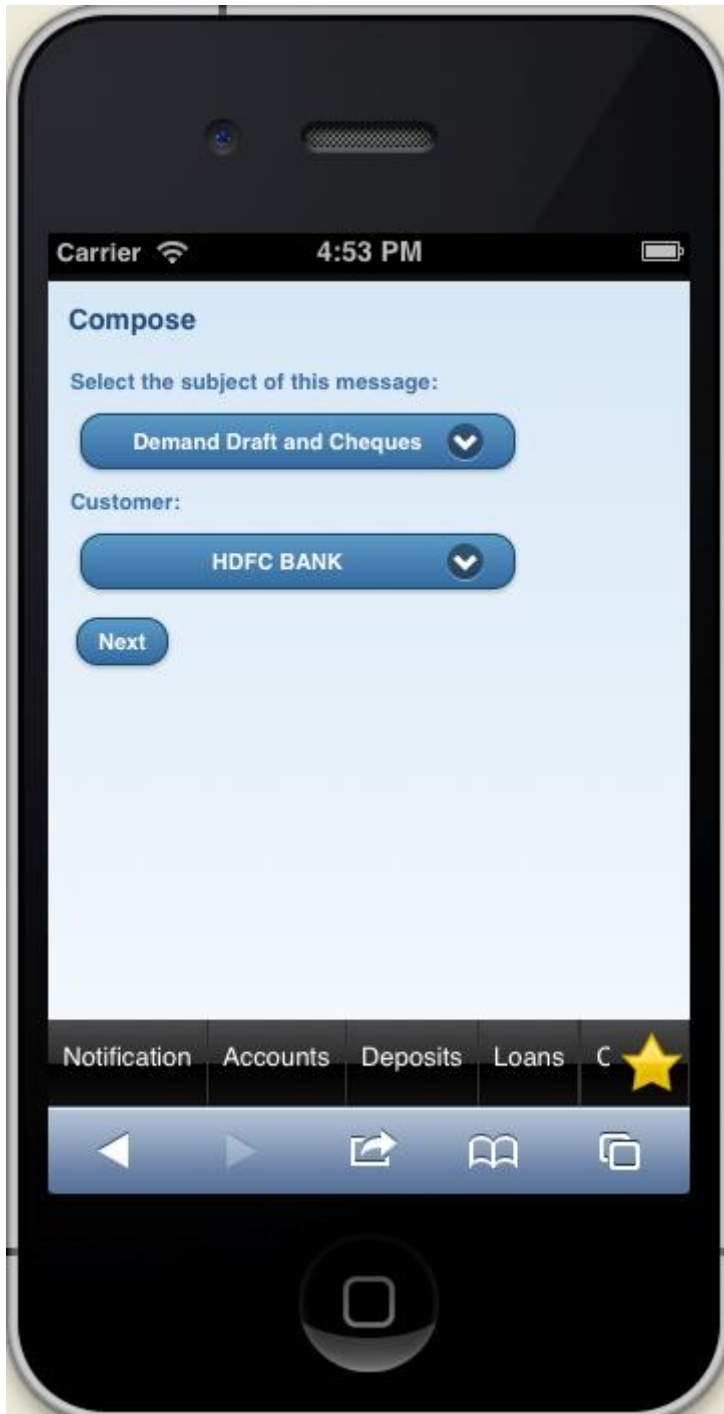 Carrier 4:53 PM
Compose
Select the subject of this message:
Demand Draft and Cheques
Customer:
HDFC BANK
Next
Notification Accounts Deposits Loans C